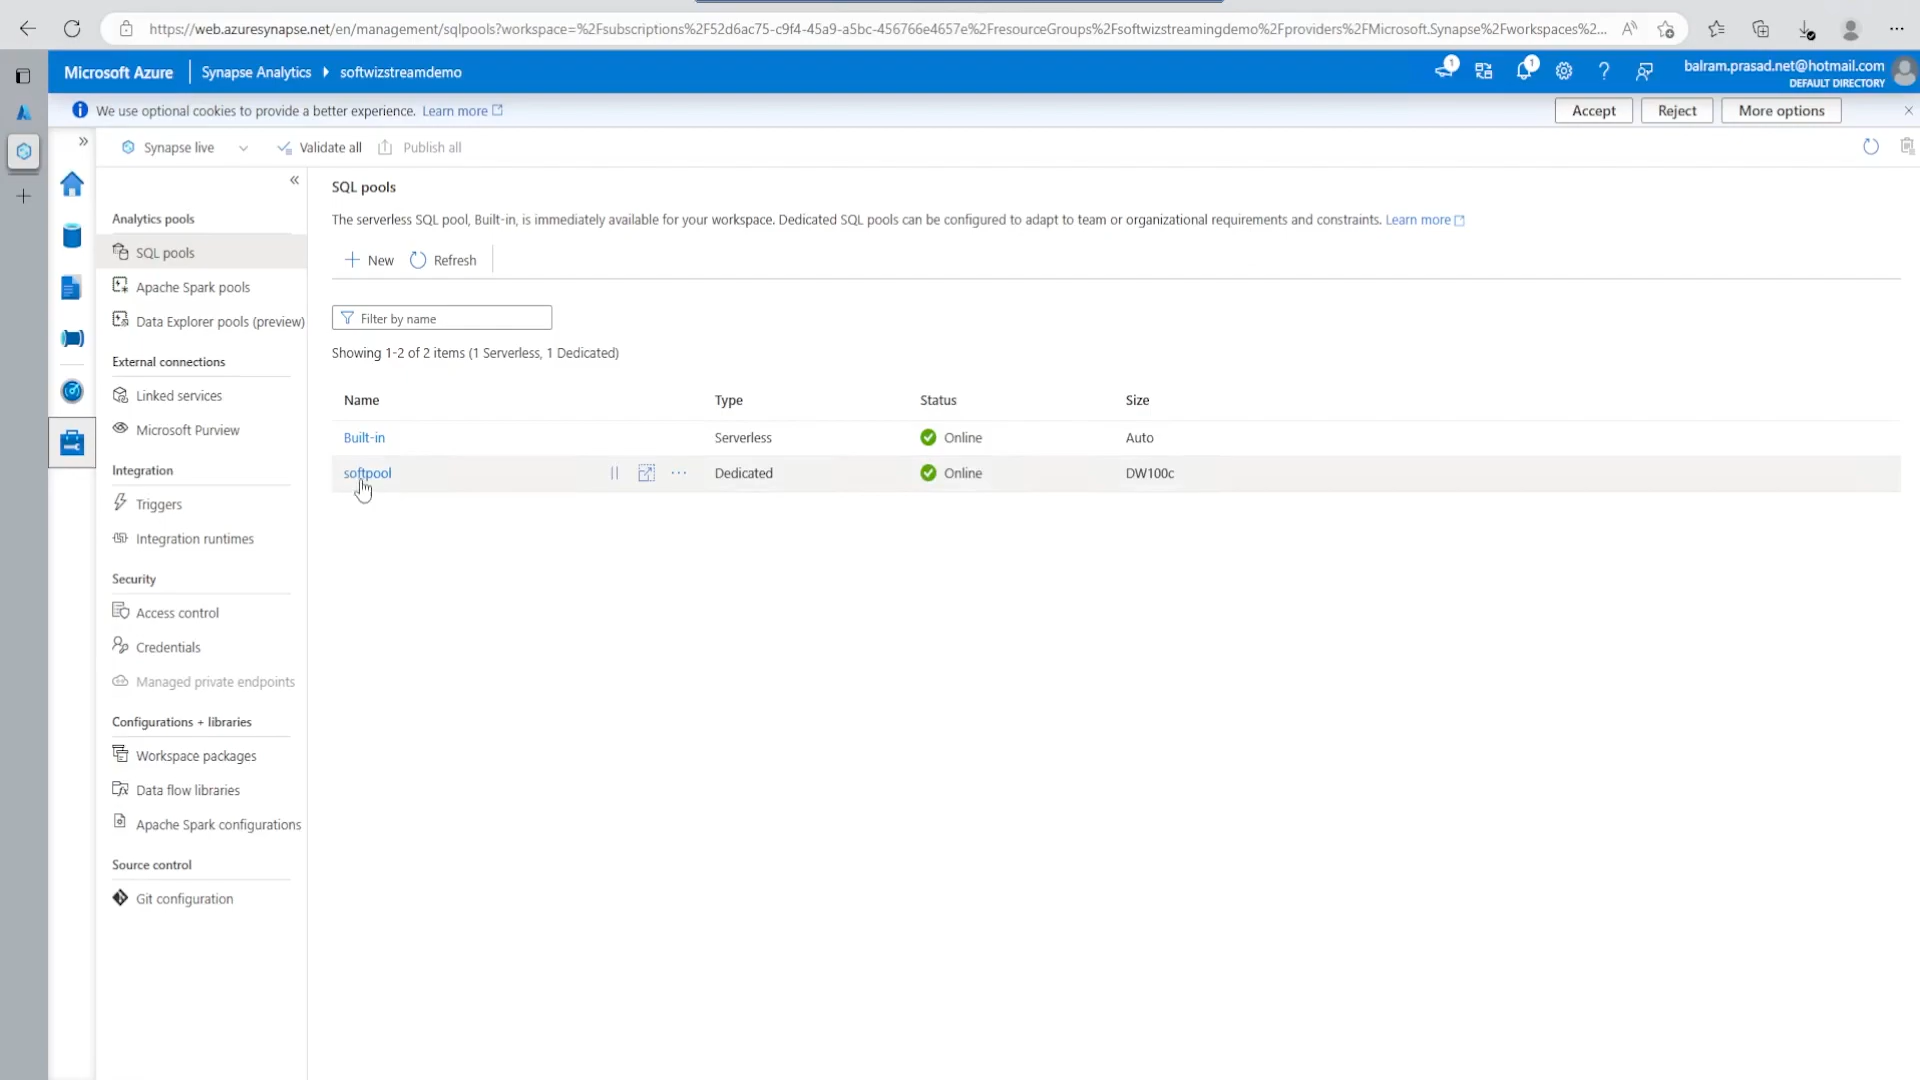 https://web.azuresynapse.net/en/management/sqlpools?workspace=%2Fsubscriptions%2F52d6ac75-c9f4-45a9-a5bc-456766e4657e%2FresourceGroups%2Fsoftwizstreamingdemo%2Fproviders%2FMicrosoft.Synapse%2Fworkspaces%2...
Microsoft Azure
Synapse Analytics
softwizstreamdemo
1
1
balram.prasad.net@hotmail.com
DEFAULT DIRECTORY
We use optional cookies to provide a better experience. Learn more
Accept
Reject
More options
Synapse live
Validate all
Publish all
Analytics pools
SQL pools
Apache Spark pools
Data Explorer pools (preview)
External connections
Linked services
Microsoft Purview
Integration
Triggers
Integration runtimes
Security
Access control
Credentials
Managed private endpoints
Configurations + libraries
Workspace packages
Data flow libraries
Apache Spark configurations
Source control
Git configuration
SQL pools
The serverless SQL pool, Built-in, is immediately available for your workspace. Dedicated SQL pools can be configured to adapt to team or organizational requirements and constraints. Learn more
New
Refresh
Filter by name
Showing 1-2 of 2 items (1 Serverless, 1 Dedicated)
Name Type Status Size
Built-in Serverless Online Auto
softpool Dedicated Online DW100c